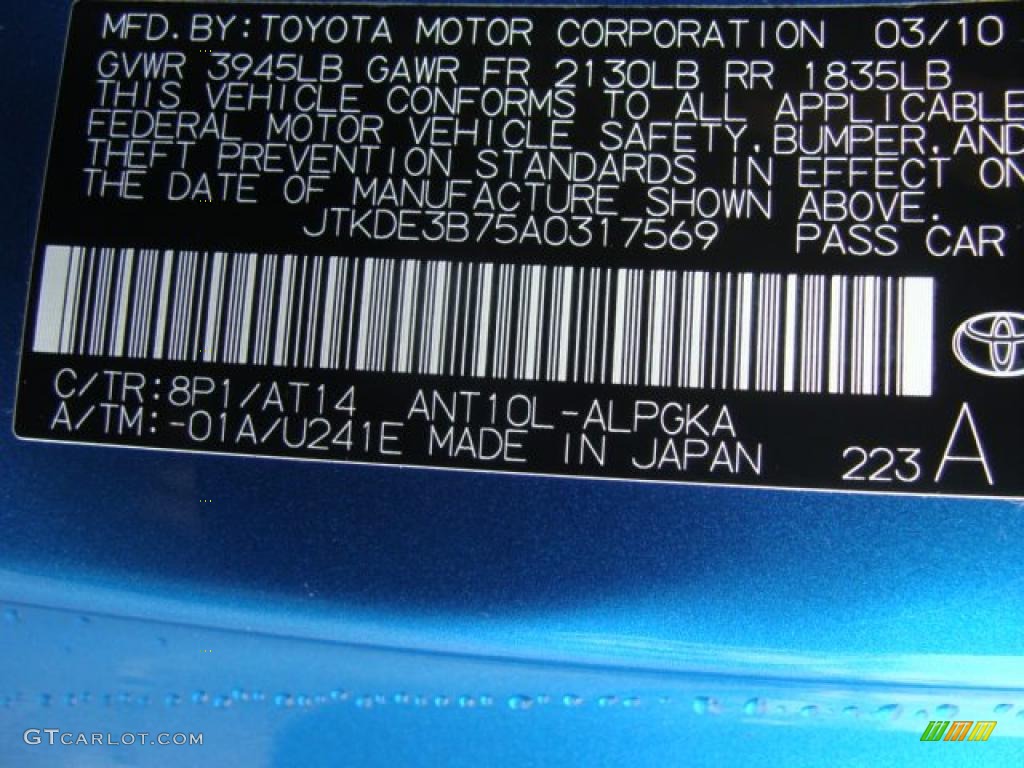 MFD.BY:TOYOTA MOTOR CORPORATION 03/10
GVWR 3945LB GAWR FR 2130LB RR 1835LB
THIS VEHICLE CONFORMS TO ALL APPLICABLE
FEDERAL MOTOR VEHICLE SAFETY,BUMPER,AND
THEFT PREVENTION STANDARDS IN EFFECT ON
THE DATE OF MANUFACTURE SHOWN ABOVE.
JTKDE3B75A0317569 PASS CAR
C/TR:8P1/AT14 ANT10L-ALPGKA
A/TM:-01A/U241E MADE IN JAPAN 223 A
GTCARLOT.COM